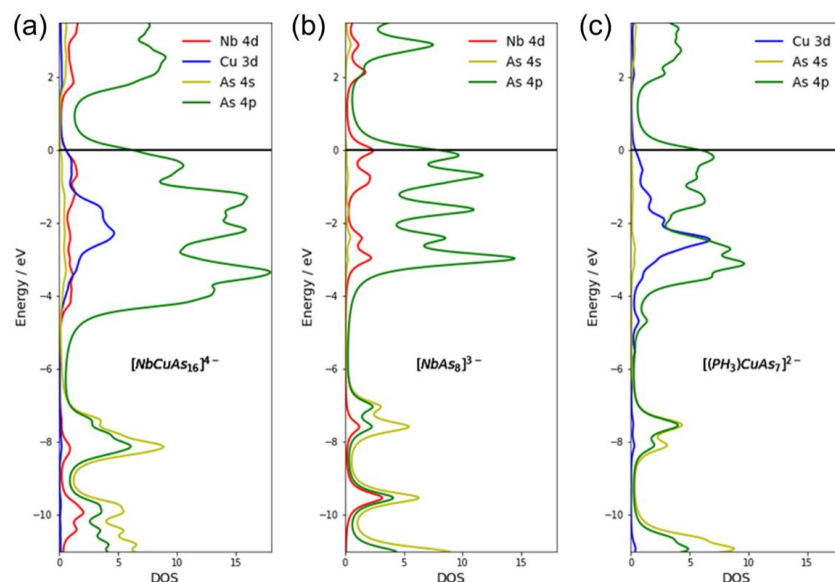 (a)
Nb 4d
Cu 3d
As 4s
As 4p
Energy / eV
2
0
−2
−4
−6
−8
−10
[NbCuAs₁₆]⁴⁻
0 5 10 15
DOS
(b)
Nb 4d
As 4s
As 4p
Energy / eV
2
0
−2
−4
−6
−8
−10
[NbAs₈]³⁻
0 5 10 15
DOS
(c)
Cu 3d
As 4s
As 4p
Energy / eV
2
0
−2
−4
−6
−8
−10
[(PH₃)CuAs₇]²⁻
0 5 10 15
DOS